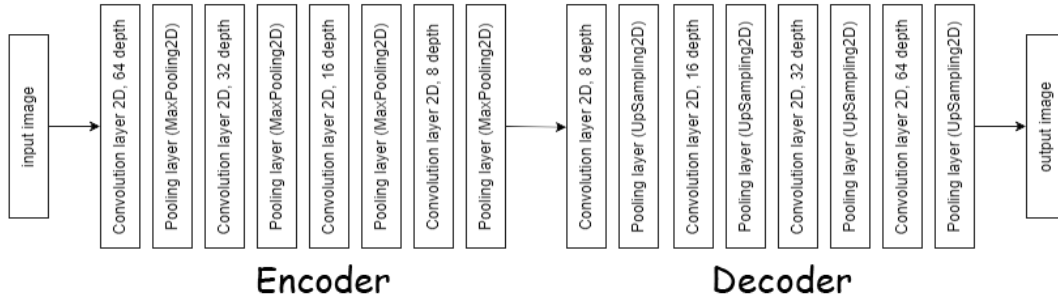 input image
Convolution layer 2D, 64 depth
Pooling layer (MaxPooling2D)
Convolution layer 2D, 32 depth
Pooling layer (MaxPooling2D)
Convolution layer 2D, 16 depth
Pooling layer (MaxPooling2D)
Convolution layer 2D, 8 depth
Pooling layer (MaxPooling2D)
Convolution layer 2D, 8 depth
Pooling layer (UpSampling2D)
Convolution layer 2D, 16 depth
Pooling layer (UpSampling2D)
Convolution layer 2D, 32 depth
Pooling layer (UpSampling2D)
Convolution layer 2D, 64 depth
Pooling layer (UpSampling2D)
output image
Encoder
Decoder